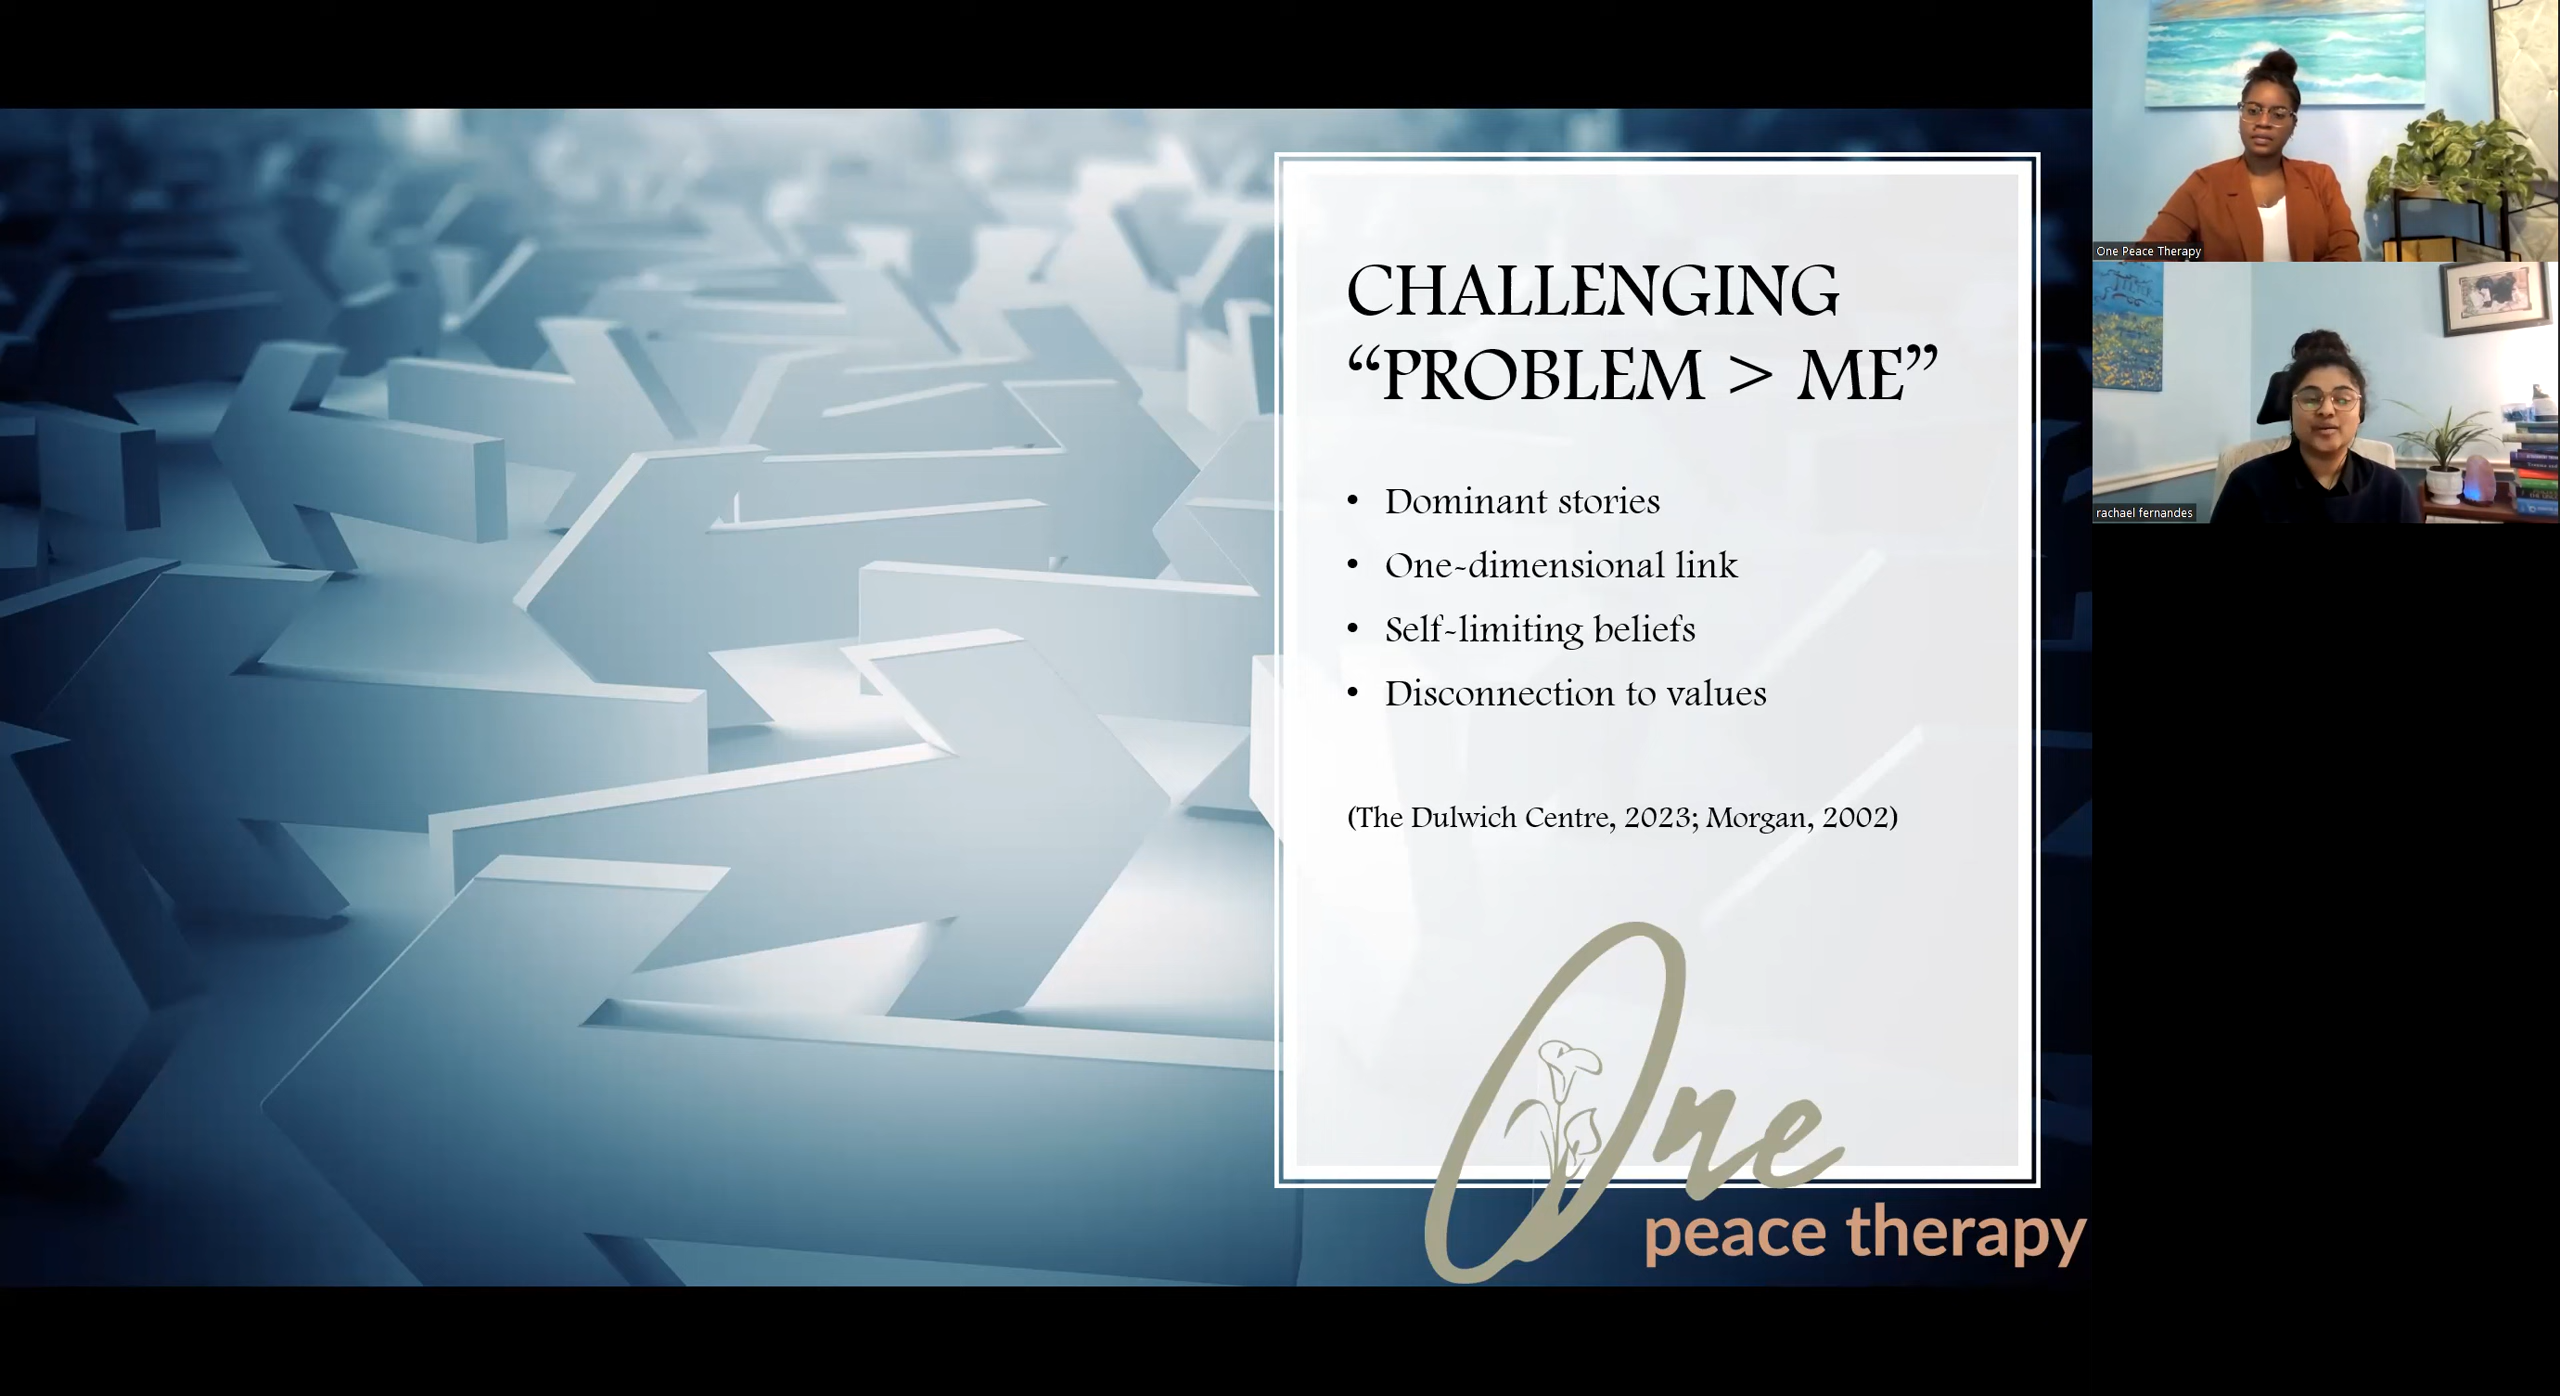 CHALLENGING
“PROBLEM > ME”
• Dominant stories
• One-dimensional link
• Self-limiting beliefs
• Disconnection to values
(The Dulwich Centre, 2023; Morgan, 2002)
One
peace therapy
One Peace Therapy
rachael fernandes